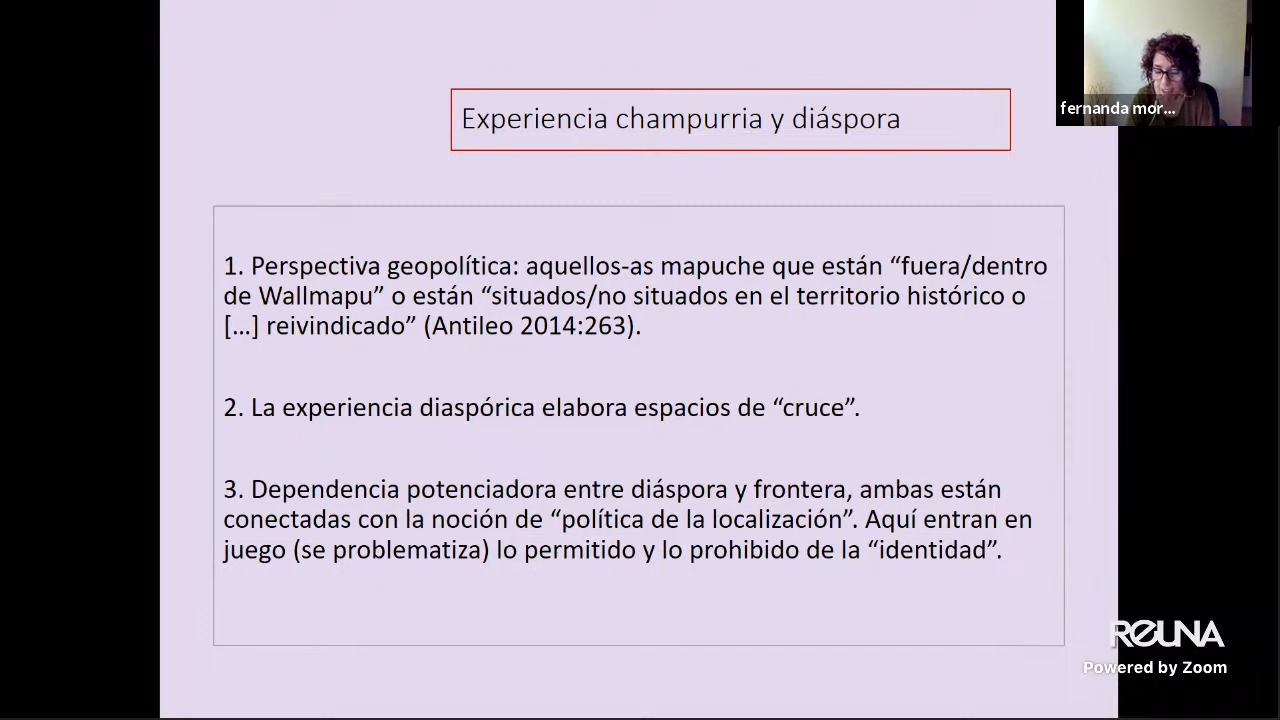 Experiencia champurria y diáspora
fernanda mor...
1. Perspectiva geopolítica: aquellos-as mapuche que están “fuera/dentro
de Wallmapu” o están “situados/no situados en el territorio histórico o
[…] reivindicado” (Antileo 2014:263).
2. La experiencia diaspórica elabora espacios de “cruce”.
3. Dependencia potenciadora entre diáspora y frontera, ambas están
conectadas con la noción de “política de la localización”. Aquí entran en
juego (se problematiza) lo permitido y lo prohibido de la “identidad”.
REUNA
Powered by Zoom